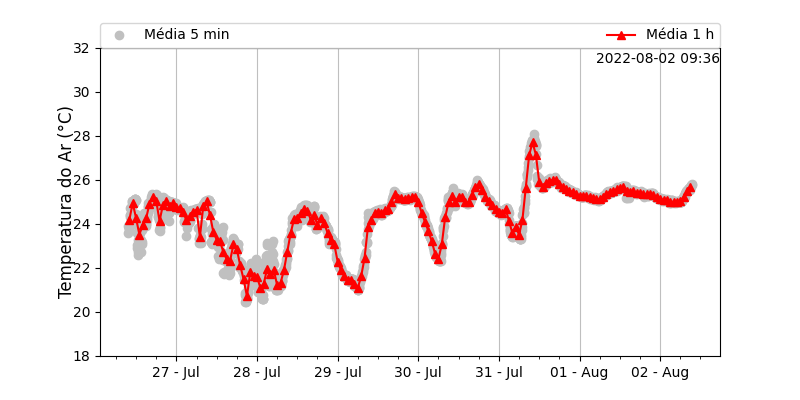 Média 5 min
Média 1 h
2022-08-02 09:36
Temperatura do Ar (°C)
32
30
28
26
24
22
20
18
27 - Jul
28 - Jul
29 - Jul
30 - Jul
31 - Jul
01 - Aug
02 - Aug